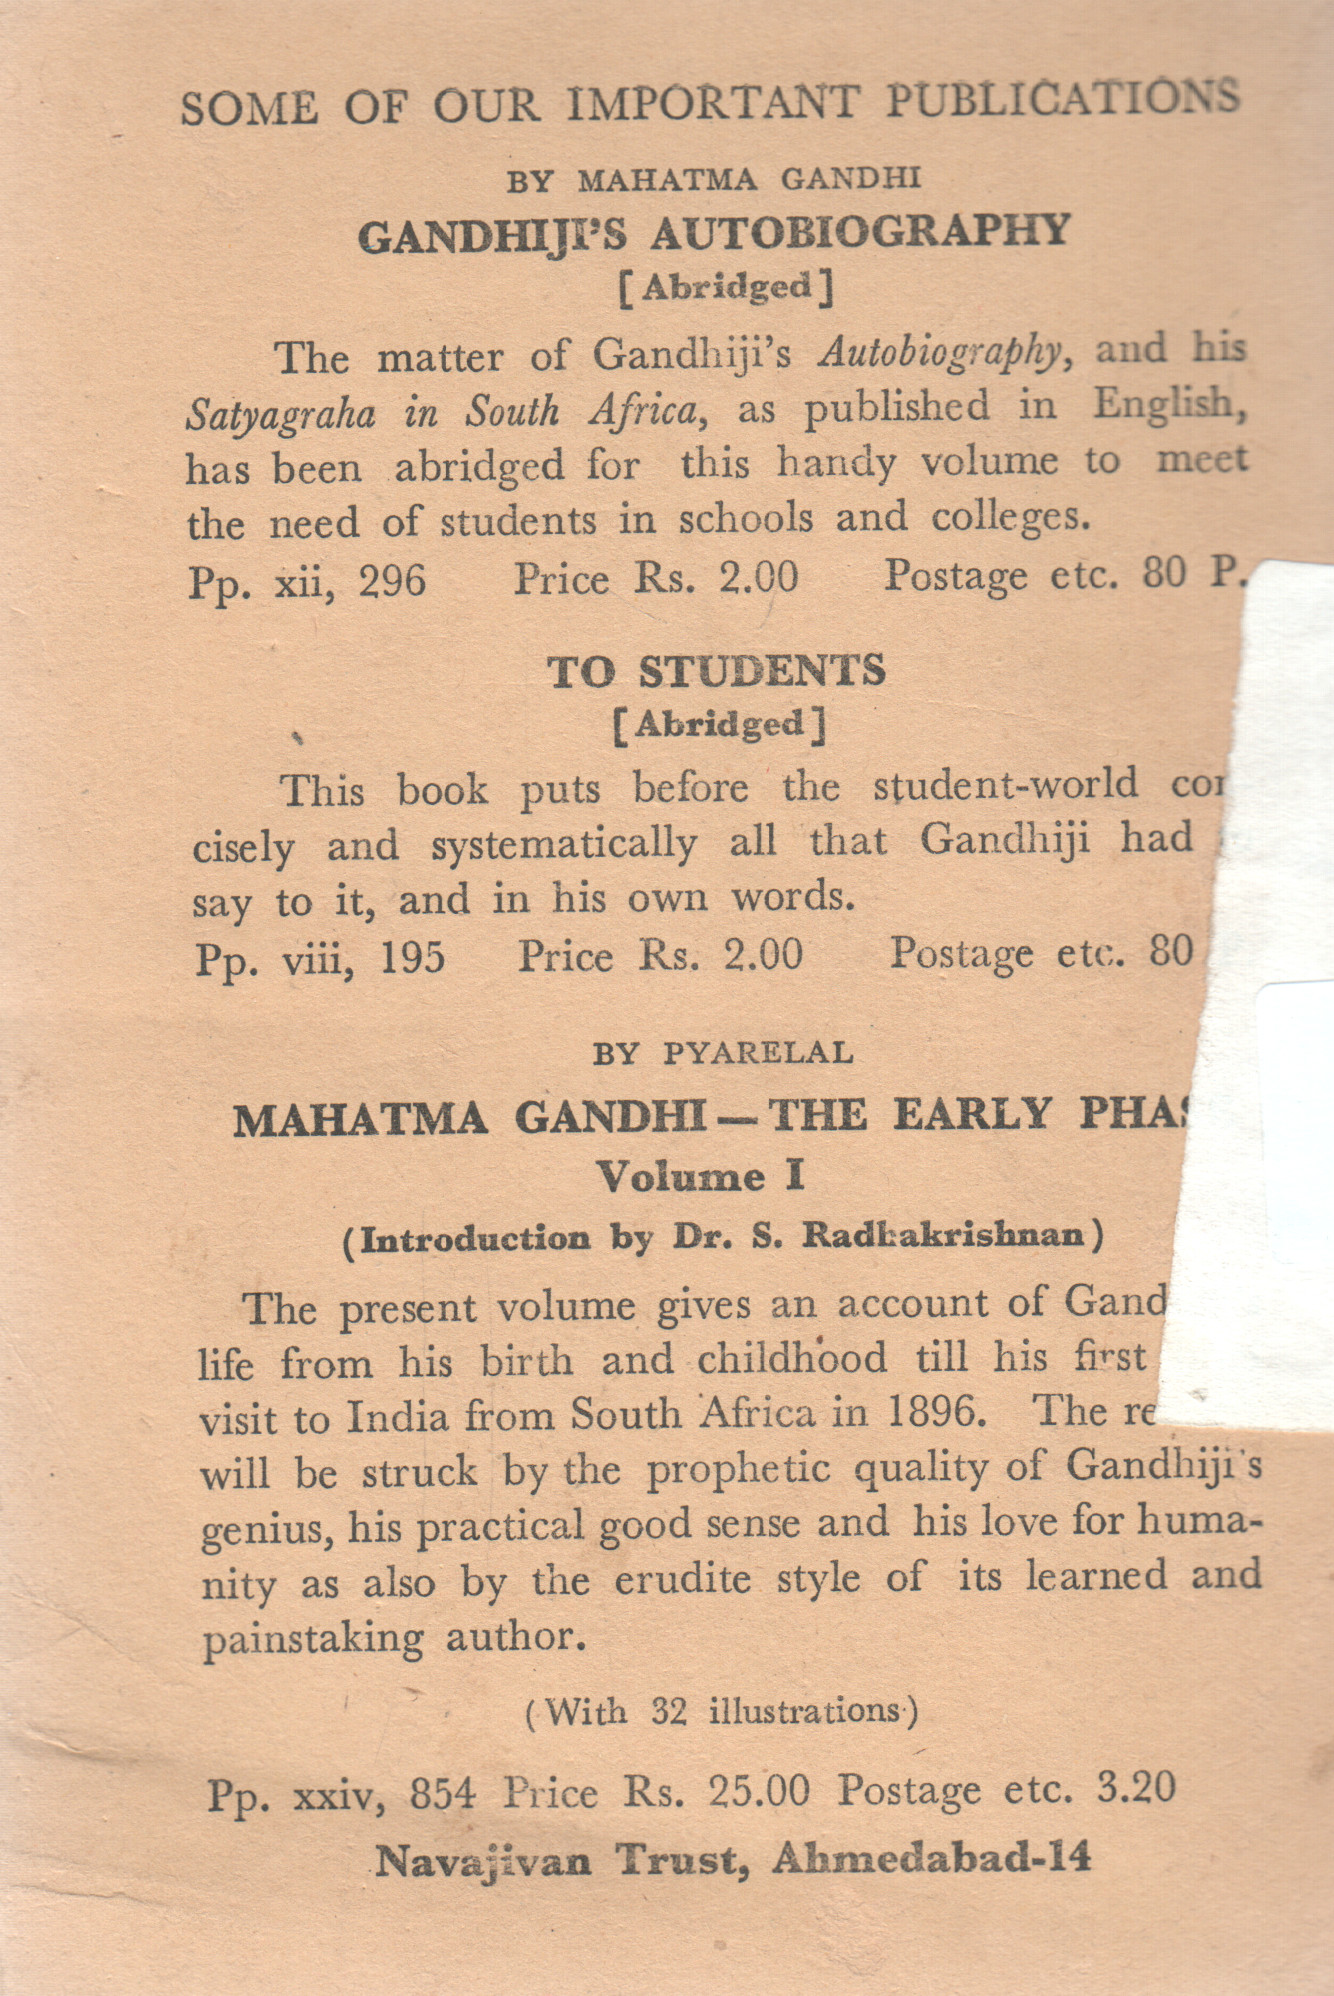 SOME OF OUR IMPORTANT PUBLICATIONS
BY MAHATMA GANDHI
GANDHIJI'S AUTOBIOGRAPHY
[Abridged]
The matter of Gandhiji's Autobiography, and his
Satyagraha in South Africa, as published in English,
has been abridged for this handy volume to meet
the need of students in schools and colleges.
Pp. xii, 296 Price Rs. 2.00 Postage etc. 80 P.
TO STUDENTS
[Abridged]
This book puts before the student-world
cisely and systematically all that Gandhiji had
say to it, and in his own words.
Pp. viii, 195 Price Rs. 2.00 Postage etc. 80
BY PYARELAL
MAHATMA GANDHI — THE EARLY
Volume I
(Introduction by Dr. S. Radhakrishnan)
The present volume gives an account of
life from his birth and childhood till his first
visit to India from South Africa in 1896. The
will be struck by the prophetic quality of Gandhiji's
genius, his practical good sense and his love for huma-
nity as also by the erudite style of its learned and
painstaking author.
(With 32 illustrations)
Pp. xxiv, 854 Price Rs. 25.00 Postage etc. 3.20
Navajivan Trust, Ahmedabad-14